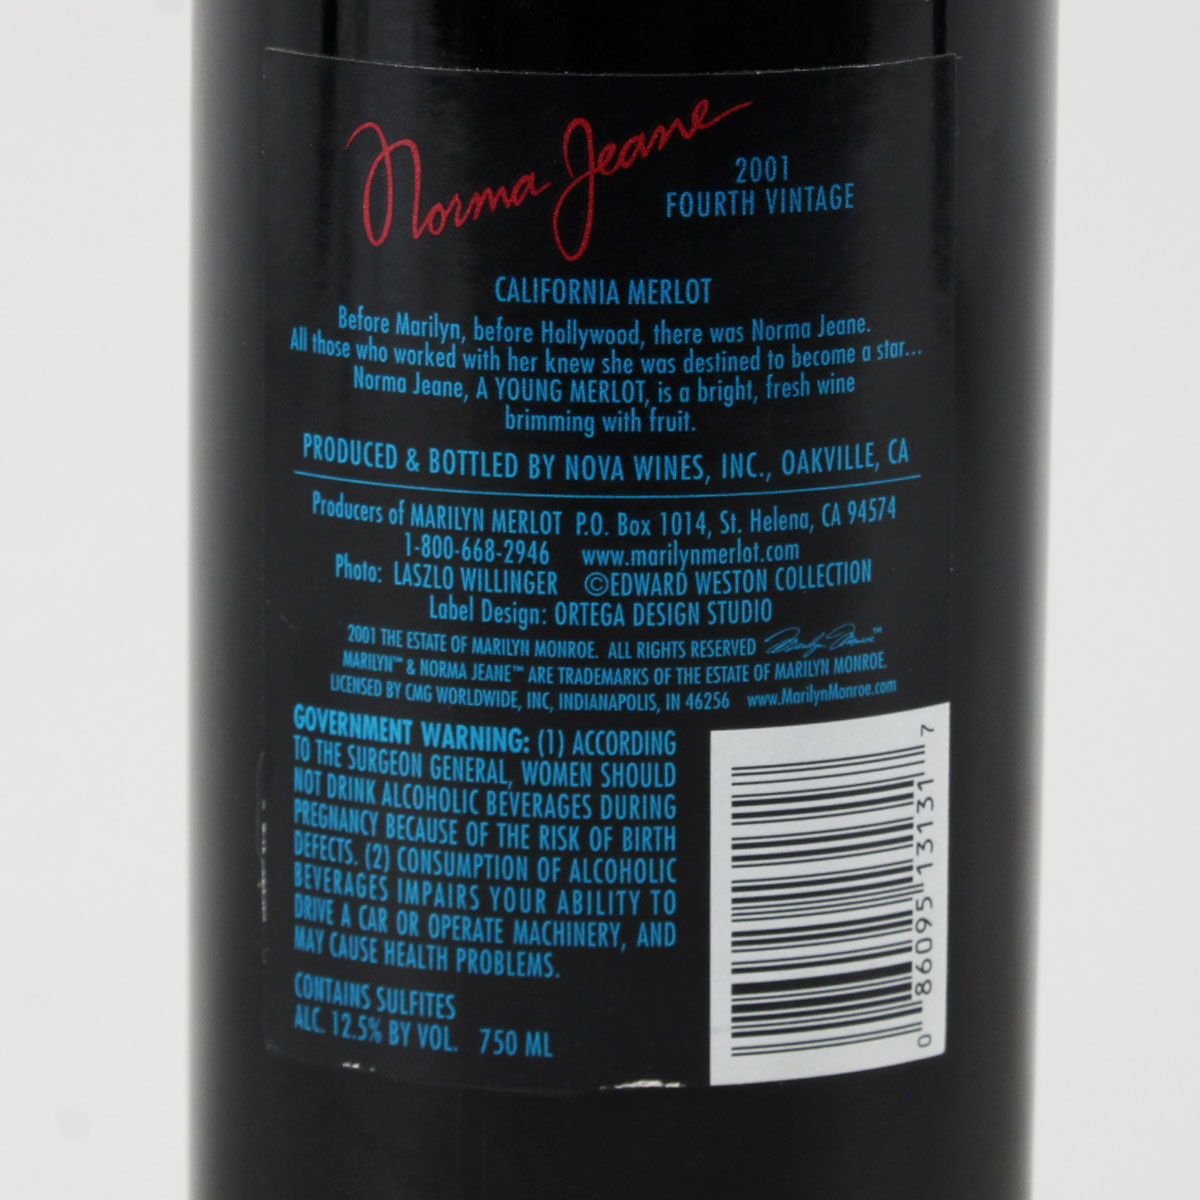 Norma Jeane
2001
FOURTH VINTAGE
CALIFORNIA MERLOT
Before Marilyn, before Hollywood, there was Norma Jeane.
All those who worked with her knew she was destined to become a star...
Norma Jeane, A YOUNG MERLOT, is a bright, fresh wine
brimming with fruit.
PRODUCED & BOTTLED BY NOVA WINES, INC., OAKVILLE, CA
Producers of MARILYN MERLOT P.O. Box 1014, St. Helena, CA 94574
1-800-668-2946 www.marilynmerlot.com
Photo: LASZLO WILLINGER ©EDWARD WESTON COLLECTION
Label Design: ORTEGA DESIGN STUDIO
2001 THE ESTATE OF MARILYN MONROE. ALL RIGHTS RESERVED Marilyn Monroe™
MARILYN™ & NORMA JEANE™ ARE TRADEMARKS OF THE ESTATE OF MARILYN MONROE.
LICENSED BY CMG WORLDWIDE, INC, INDIANAPOLIS, IN 46256 www.MarilynMonroe.com
GOVERNMENT WARNING: (1) ACCORDING
TO THE SURGEON GENERAL, WOMEN SHOULD
NOT DRINK ALCOHOLIC BEVERAGES DURING
PREGNANCY BECAUSE OF THE RISK OF BIRTH
DEFECTS. (2) CONSUMPTION OF ALCOHOLIC
BEVERAGES IMPAIRS YOUR ABILITY TO
DRIVE A CAR OR OPERATE MACHINERY, AND
MAY CAUSE HEALTH PROBLEMS.
CONTAINS SULFITES
ALC. 12.5% BY VOL. 750 ML
0 86095 13131 7